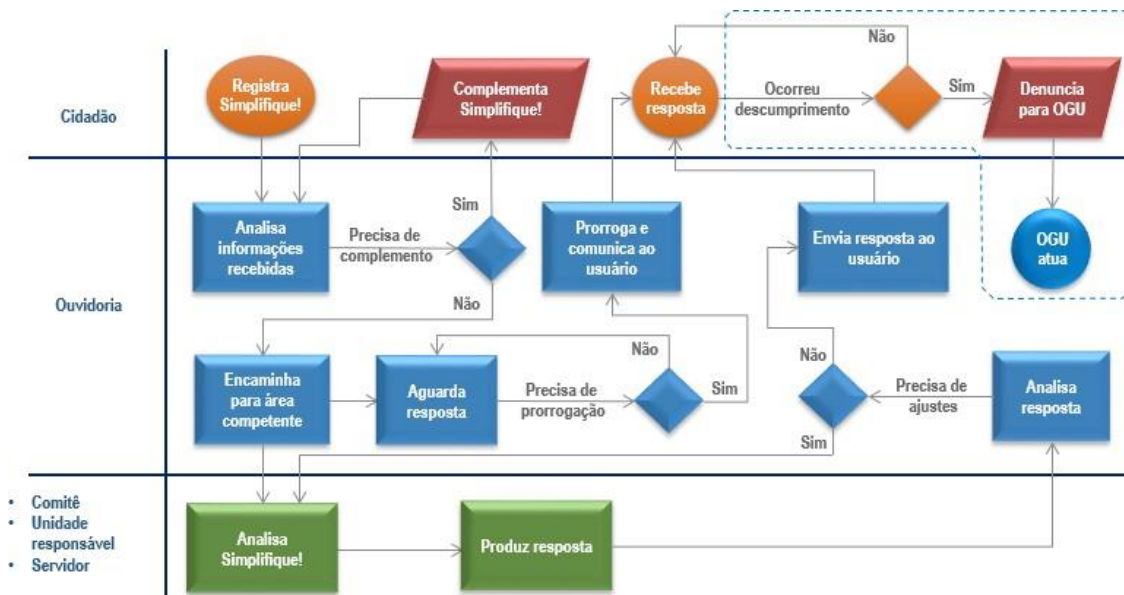 Cidadão
Registra
Simplifique!
Complementa
Simplifique!
Recebe
resposta
Ocorreu
descumprimento
Não
Sim
Denuncia
para OGU
Ouvidoria
Analisa
informações
recebidas
Precisa de
complemento
Sim
Não
Prorroga e
comunica ao
usuário
Envia resposta ao
usuário
OGU
atua
Encaminha
para área
competente
Aguarda
resposta
Precisa de
prorrogação
Não
Sim
Não
Sim
Precisa de
ajustes
Analisa
resposta
• Comitê
• Unidade
responsável
• Servidor
Analisa
Simplifique!
Produz resposta